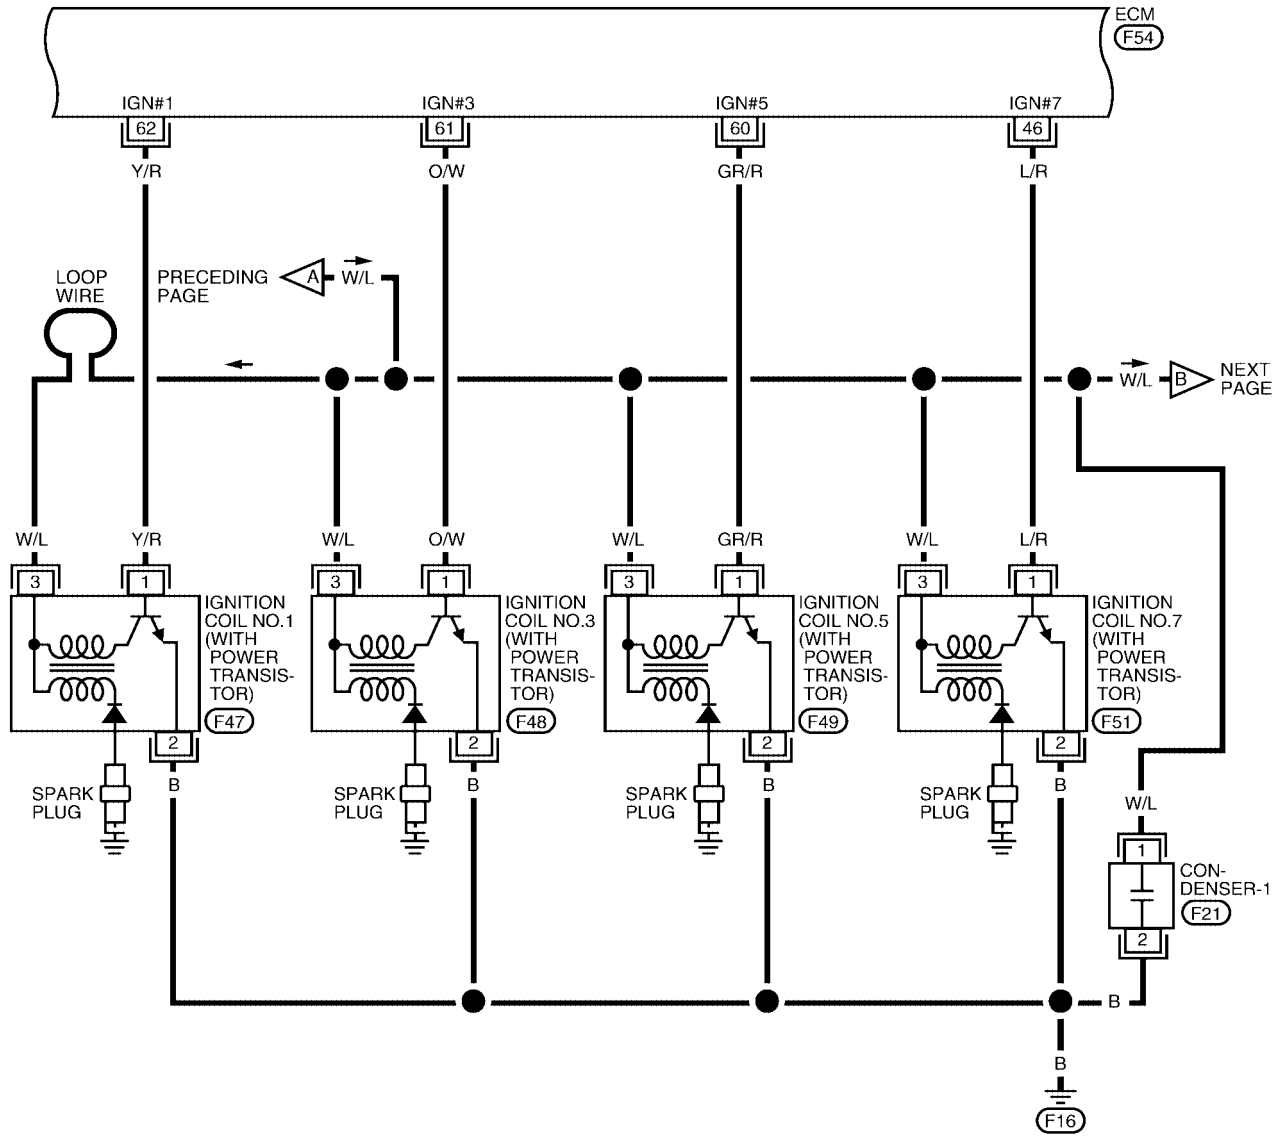 ECM
F54
IGN#1
IGN#3
IGN#5
IGN#7
62
61
60
46
Y/R
O/W
GR/R
L/R
LOOP
WIRE
PRECEDING
PAGE
A
W/L
W/L
B
NEXT
PAGE
W/L
Y/R
W/L
O/W
W/L
GR/R
W/L
L/R
3
1
3
1
3
1
3
1
IGNITION
COIL NO.1
(WITH
POWER
TRANSIS-
TOR)
F47
IGNITION
COIL NO.3
(WITH
POWER
TRANSIS-
TOR)
F48
IGNITION
COIL NO.5
(WITH
POWER
TRANSIS-
TOR)
F49
IGNITION
COIL NO.7
(WITH
POWER
TRANSIS-
TOR)
F51
2
2
2
2
B
B
B
B
SPARK
PLUG
SPARK
PLUG
SPARK
PLUG
SPARK
PLUG
W/L
1
CON-
DENSER-1
F21
2
B
B
F16